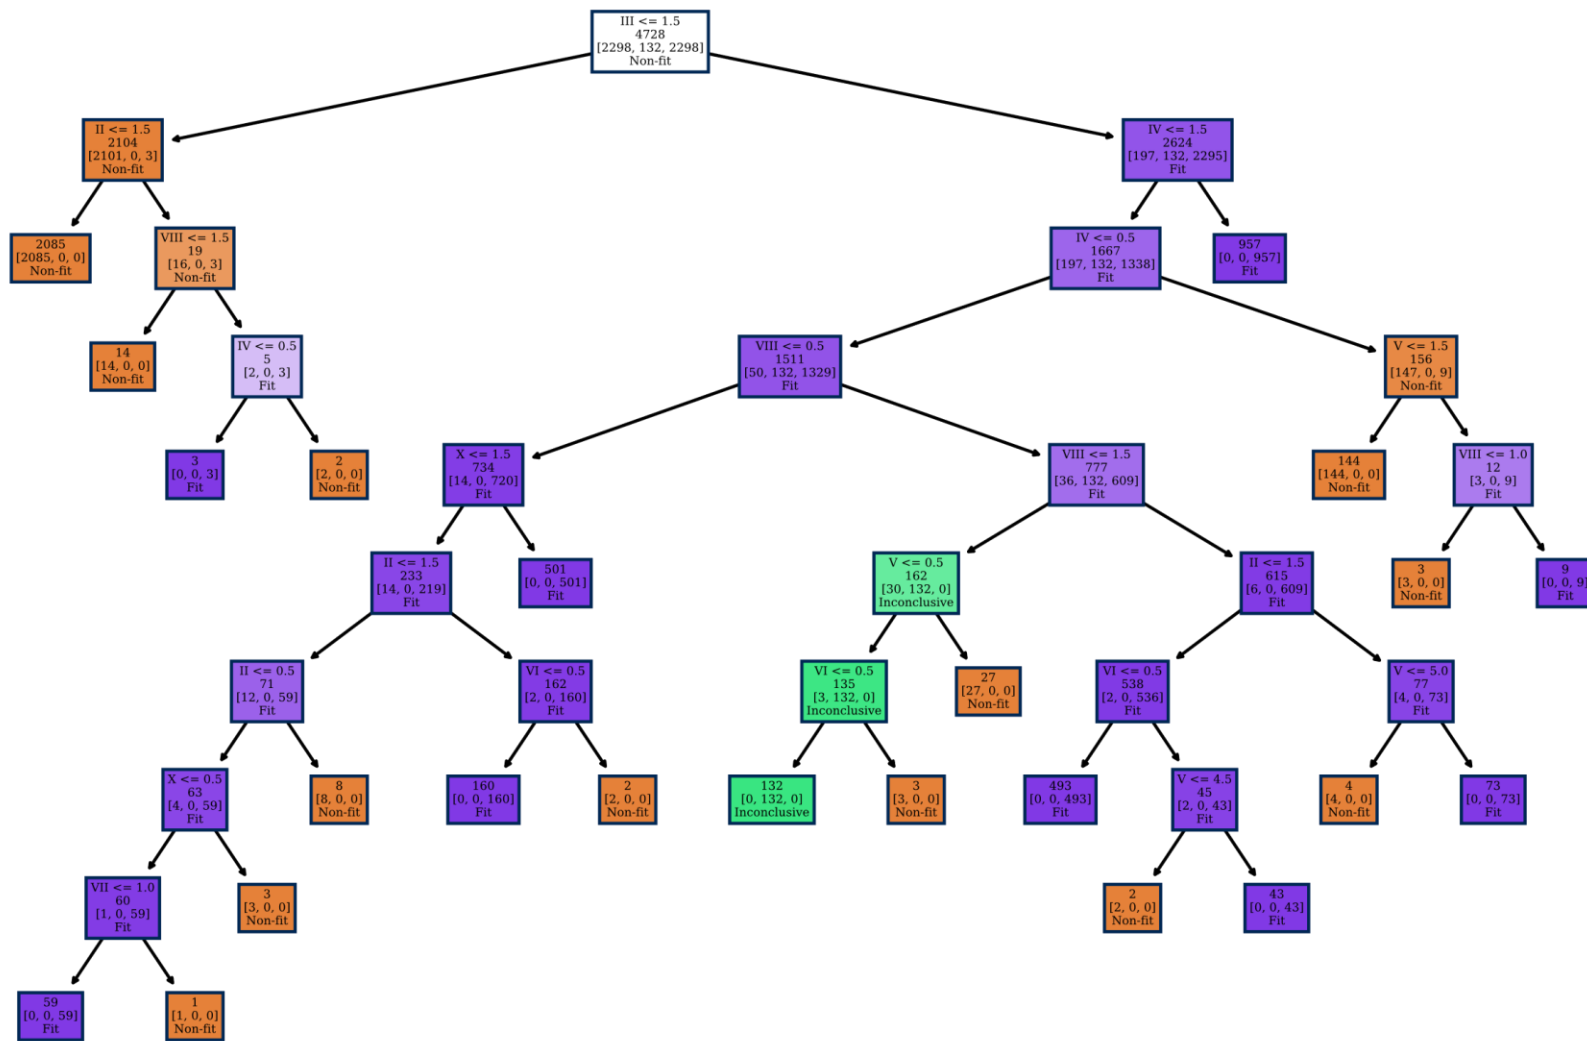 III <= 1.5
4728
[2298, 132, 2298]
Non-fit
II <= 1.5
2104
[2101, 0, 3]
Non-fit
IV <= 1.5
2624
[197, 132, 2295]
Fit
2085
[2085, 0, 0]
Non-fit
VIII <= 1.5
19
[16, 0, 3]
Non-fit
IV <= 0.5
1667
[197, 132, 1338]
Fit
957
[0, 0, 957]
Fit
14
[14, 0, 0]
Non-fit
IV <= 0.5
5
[2, 0, 3]
Fit
VIII <= 0.5
1511
[50, 132, 1329]
Fit
V <= 1.5
156
[147, 0, 9]
Non-fit
3
[0, 0, 3]
Fit
2
[2, 0, 0]
Non-fit
X <= 1.5
734
[14, 0, 720]
Fit
VIII <= 1.5
777
[36, 132, 609]
Fit
144
[144, 0, 0]
Non-fit
VIII <= 1.0
12
[3, 0, 9]
Fit
II <= 1.5
233
[14, 0, 219]
Fit
501
[0, 0, 501]
Fit
V <= 0.5
162
[30, 132, 0]
Inconclusive
II <= 1.5
615
[6, 0, 609]
Fit
3
[3, 0, 0]
Non-fit
9
[0, 0, 9]
Fit
II <= 0.5
71
[12, 0, 59]
Fit
VI <= 0.5
162
[2, 0, 160]
Fit
VI <= 0.5
135
[3, 132, 0]
Inconclusive
27
[27, 0, 0]
Non-fit
VI <= 0.5
538
[2, 0, 536]
Fit
V <= 5.0
77
[4, 0, 73]
Fit
X <= 0.5
63
[4, 0, 59]
Fit
8
[8, 0, 0]
Non-fit
160
[0, 0, 160]
Fit
2
[2, 0, 0]
Non-fit
132
[0, 132, 0]
Inconclusive
3
[3, 0, 0]
Non-fit
493
[0, 0, 493]
Fit
V <= 4.5
45
[2, 0, 43]
Fit
4
[4, 0, 0]
Non-fit
73
[0, 0, 73]
Fit
VII <= 1.0
60
[1, 0, 59]
Fit
3
[3, 0, 0]
Non-fit
2
[2, 0, 0]
Non-fit
43
[0, 0, 43]
Fit
59
[0, 0, 59]
Fit
1
[1, 0, 0]
Non-fit